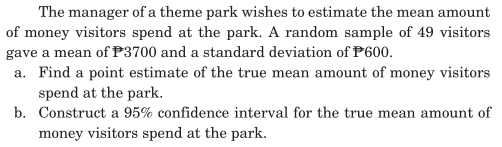 The manager of a theme park wishes to estimate the mean amount
of money visitors spend at the park. A random sample of 49 visitors
gave a mean of ₱3700 and a standard deviation of ₱600.
a. Find a point estimate of the true mean amount of money visitors
spend at the park.
b. Construct a 95% confidence interval for the true mean amount of
money visitors spend at the park.